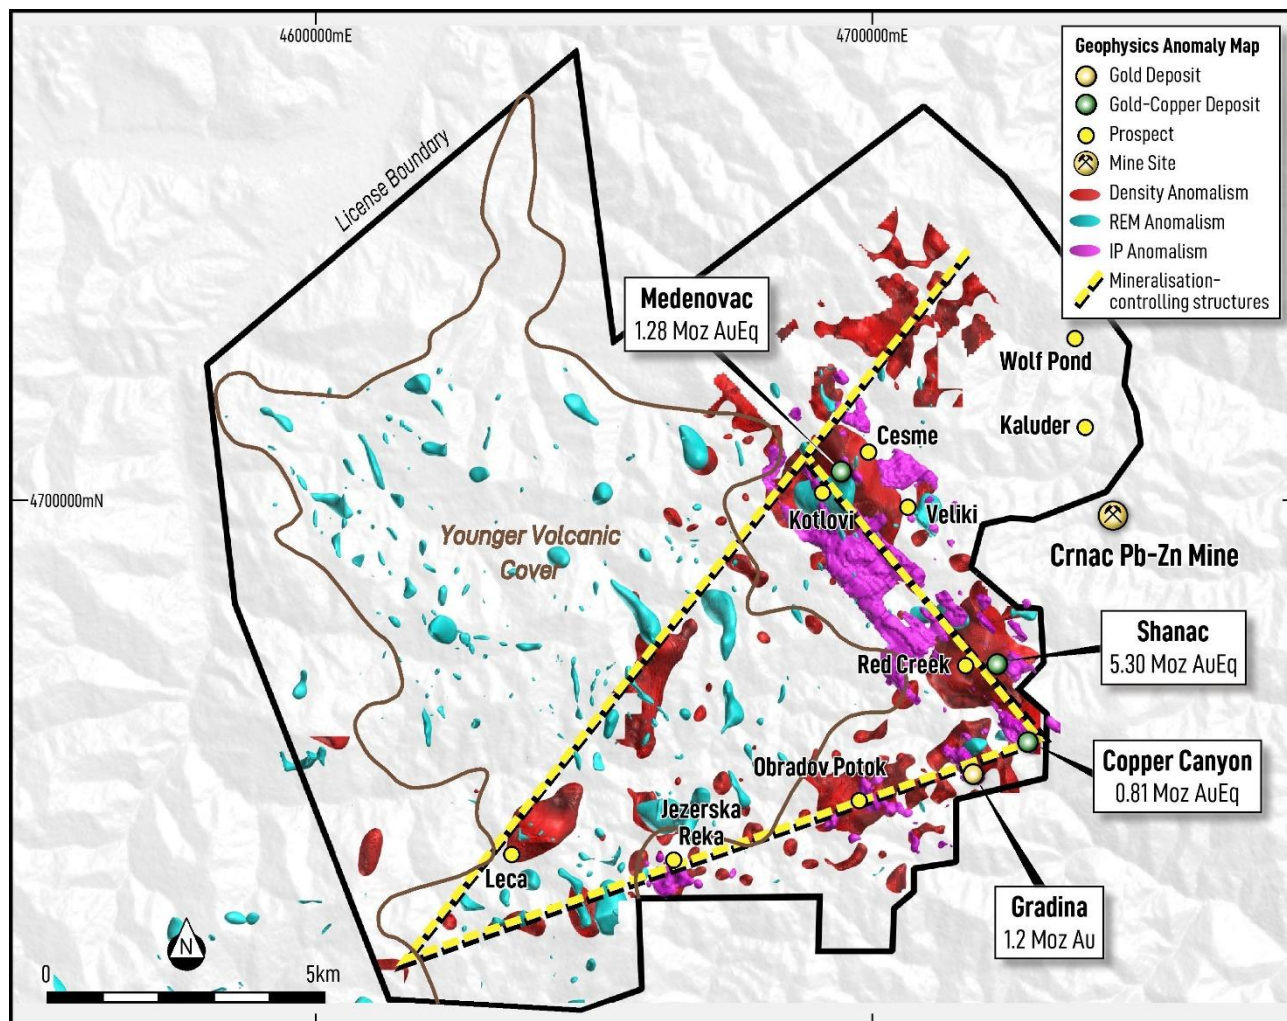 4600000mE
4700000mE
Geophysics Anomaly Map
Gold Deposit
Gold-Copper Deposit
Prospect
Mine Site
Density Anomalism
REM Anomalism
IP Anomalism
Mineralisation-
controlling structures
License Boundary
Medenovac
1.28 Moz AuEq
Wolf Pond
Kaluder
Cesme
4700000mN
Kotlovi
Veliki
Younger Volcanic
Cover
Crnac Pb-Zn Mine
Shanac
5.30 Moz AuEq
Red Creek
Copper Canyon
0.81 Moz AuEq
Obradov Potok
Jezerska
Reka
Leca
Gradina
1.2 Moz Au
N
0
5km